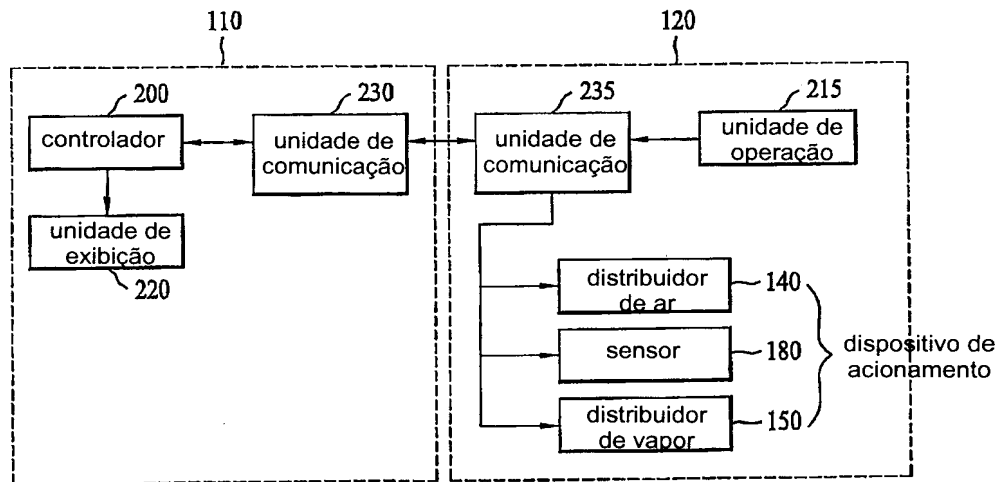 110
120
200
controlador
230
unidade de
comunicação
235
unidade de
comunicação
215
unidade de
operação
unidade de
exibição
220
distribuidor
de ar
140
sensor
180
distribuidor
de vapor
150
dispositivo de
acionamento